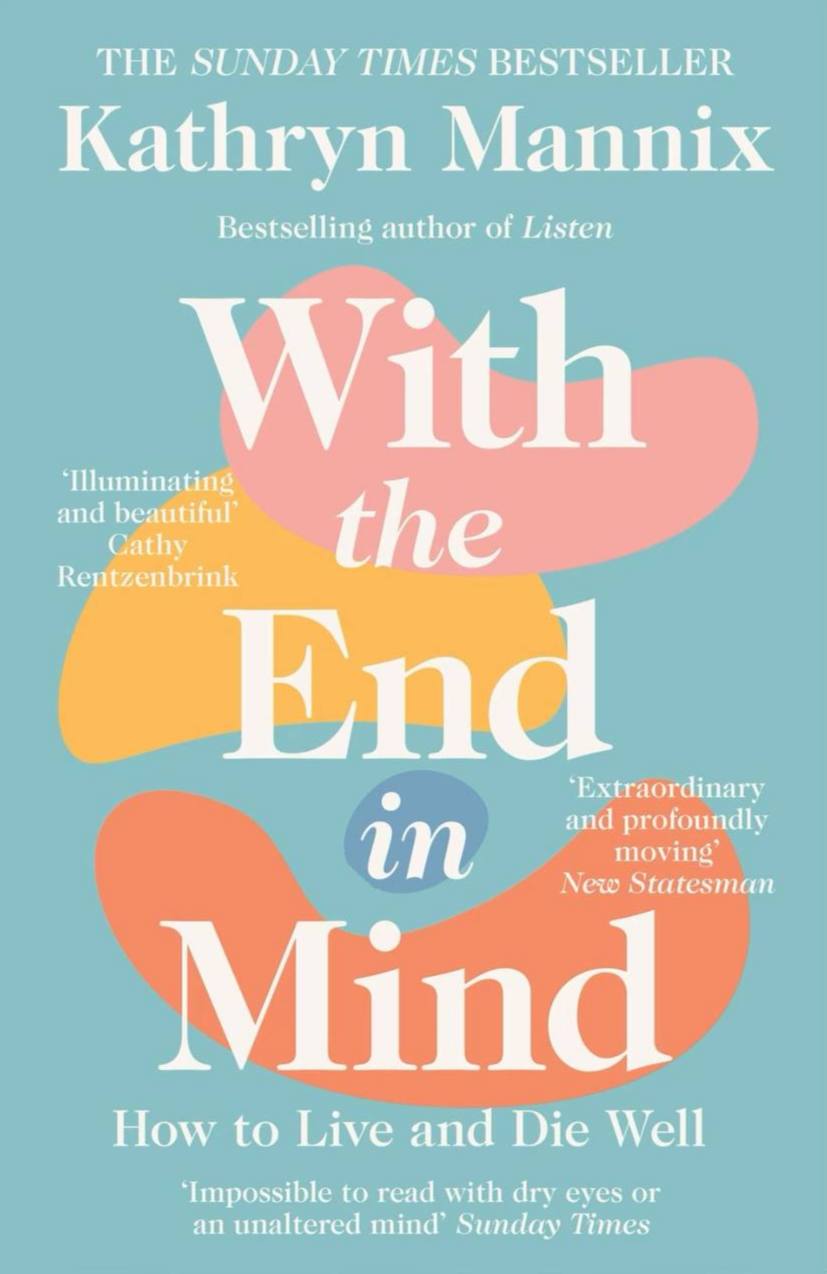 THE SUNDAY TIMES BESTSELLER
Kathryn Mannix
Bestselling author of Listen
With
the
‘Illuminating
and beautiful’
Cathy
Rentzenbrink
End
in
‘Extraordinary
and profoundly
moving’
New Statesman
Mind
How to Live and Die Well
‘Impossible to read with dry eyes or
an unaltered mind’ Sunday Times